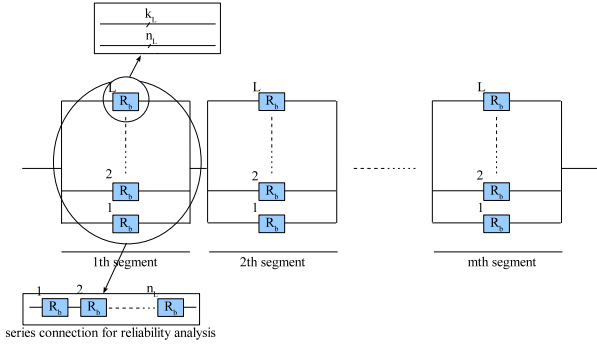 k_L
n_L
L L L
R_b R_b R_b
2 2 2
R_b R_b R_b
1 1 1
R_b R_b R_b
1th segment 2th segment mth segment
1 2 n_L
R_b R_b R_b
series connection for reliability analysis